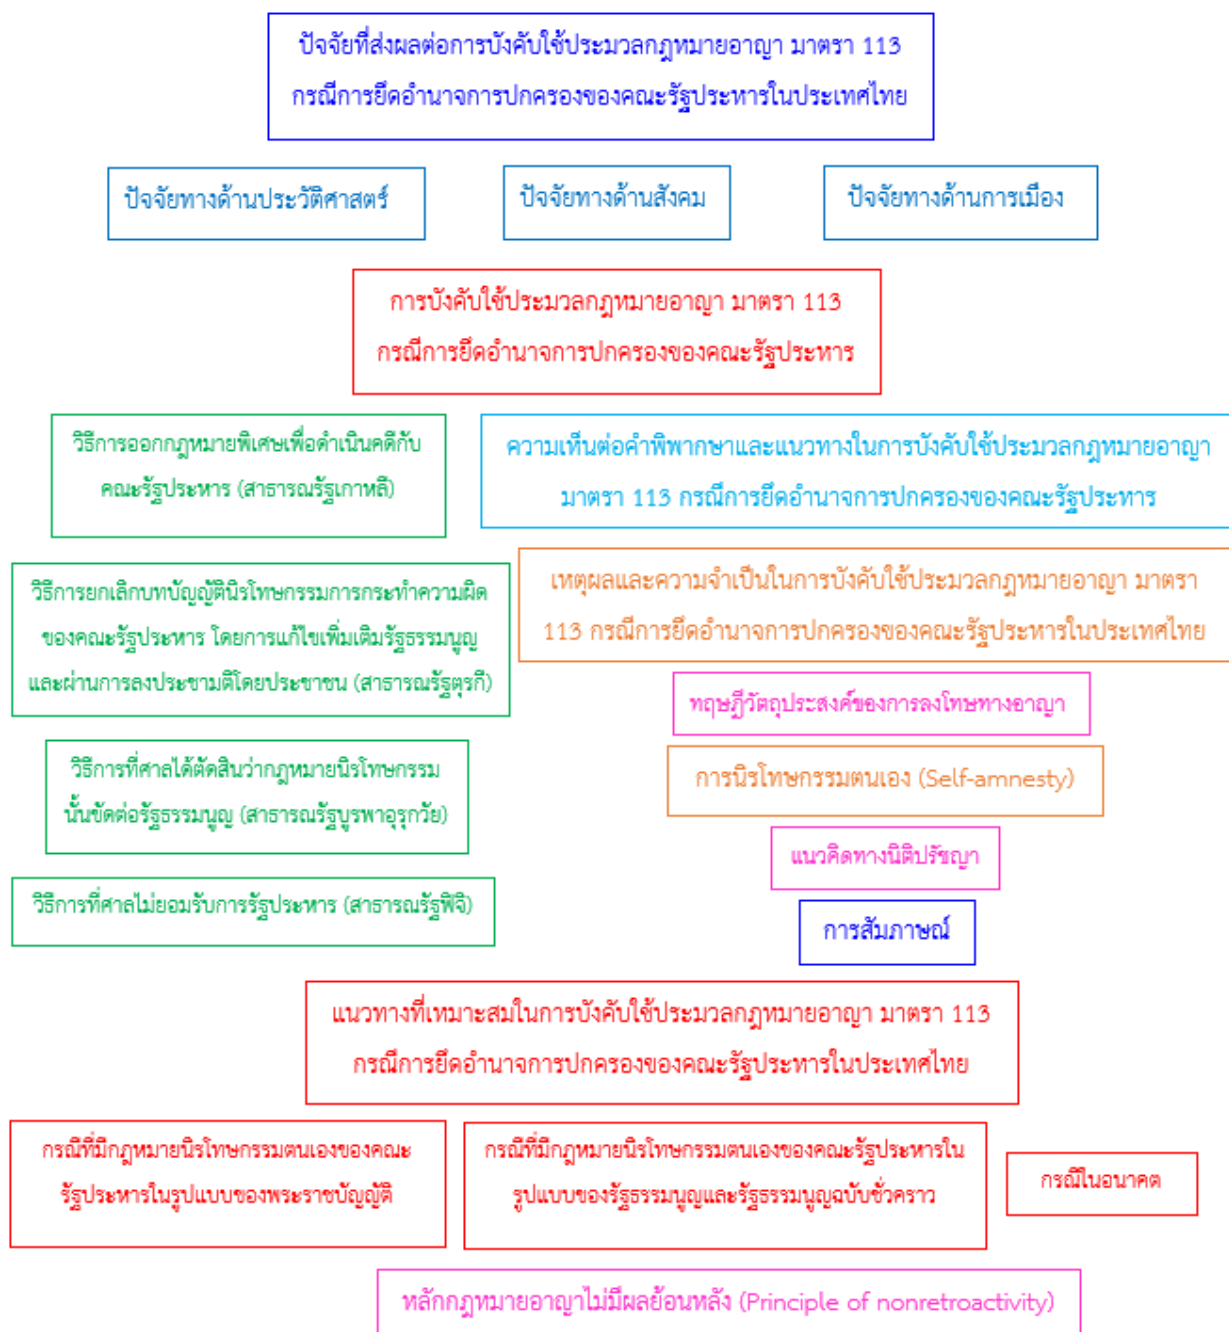 ปัจจัยที่ส่งผลต่อการบังคับใช้ประมวลกฎหมายอาญา มาตรา 113
กรณีการยึดอำนาจการปกครองของคณะรัฐประหารในประเทศไทย
ปัจจัยทางด้านประวัติศาสตร์
ปัจจัยทางด้านสังคม
ปัจจัยทางด้านการเมือง
การบังคับใช้ประมวลกฎหมายอาญา มาตรา 113
กรณีการยึดอำนาจการปกครองของคณะรัฐประหาร
วิธีการออกกฎหมายพิเศษเพื่อดำเนินคดีกับ
คณะรัฐประหาร (สาธารณรัฐเกาหลี)
ความเห็นต่อคำพิพากษาและแนวทางในการบังคับใช้ประมวลกฎหมายอาญา
มาตรา 113 กรณีการยึดอำนาจการปกครองของคณะรัฐประหาร
วิธีการยกเลิกบทบัญญัตินิรโทษกรรมการกระทำความผิด
ของคณะรัฐประหาร โดยการแก้ไขเพิ่มเติมรัฐธรรมนูญ
และผ่านการลงประชามติโดยประชาชน (สาธารณรัฐตุรกี)
เหตุผลและความจำเป็นในการบังคับใช้ประมวลกฎหมายอาญา มาตรา
113 กรณีการยึดอำนาจการปกครองของคณะรัฐประหารในประเทศไทย
ทฤษฎีวัตถุประสงค์ของการลงโทษทางอาญา
วิธีการที่ศาลได้ตัดสินว่ากฎหมายนิรโทษกรรม
นั้นขัดต่อรัฐธรรมนูญ (สาธารณรัฐบูรพาอุรุกวัย)
การนิรโทษกรรมตนเอง (Self-amnesty)
แนวคิดทางนิติปรัชญา
วิธีการที่ศาลไม่ยอมรับการรัฐประหาร (สาธารณรัฐฟิจิ)
การสัมภาษณ์
แนวทางที่เหมาะสมในการบังคับใช้ประมวลกฎหมายอาญา มาตรา 113
กรณีการยึดอำนาจการปกครองของคณะรัฐประหารในประเทศไทย
กรณีที่มีกฎหมายนิรโทษกรรมตนเองของคณะ
รัฐประหารในรูปแบบของพระราชบัญญัติ
กรณีที่มีกฎหมายนิรโทษกรรมตนเองของคณะรัฐประหารใน
รูปแบบของรัฐธรรมนูญและรัฐธรรมนูญฉบับชั่วคราว
กรณีในอนาคต
หลักกฎหมายอาญาไม่มีผลย้อนหลัง (Principle of nonretroactivity)